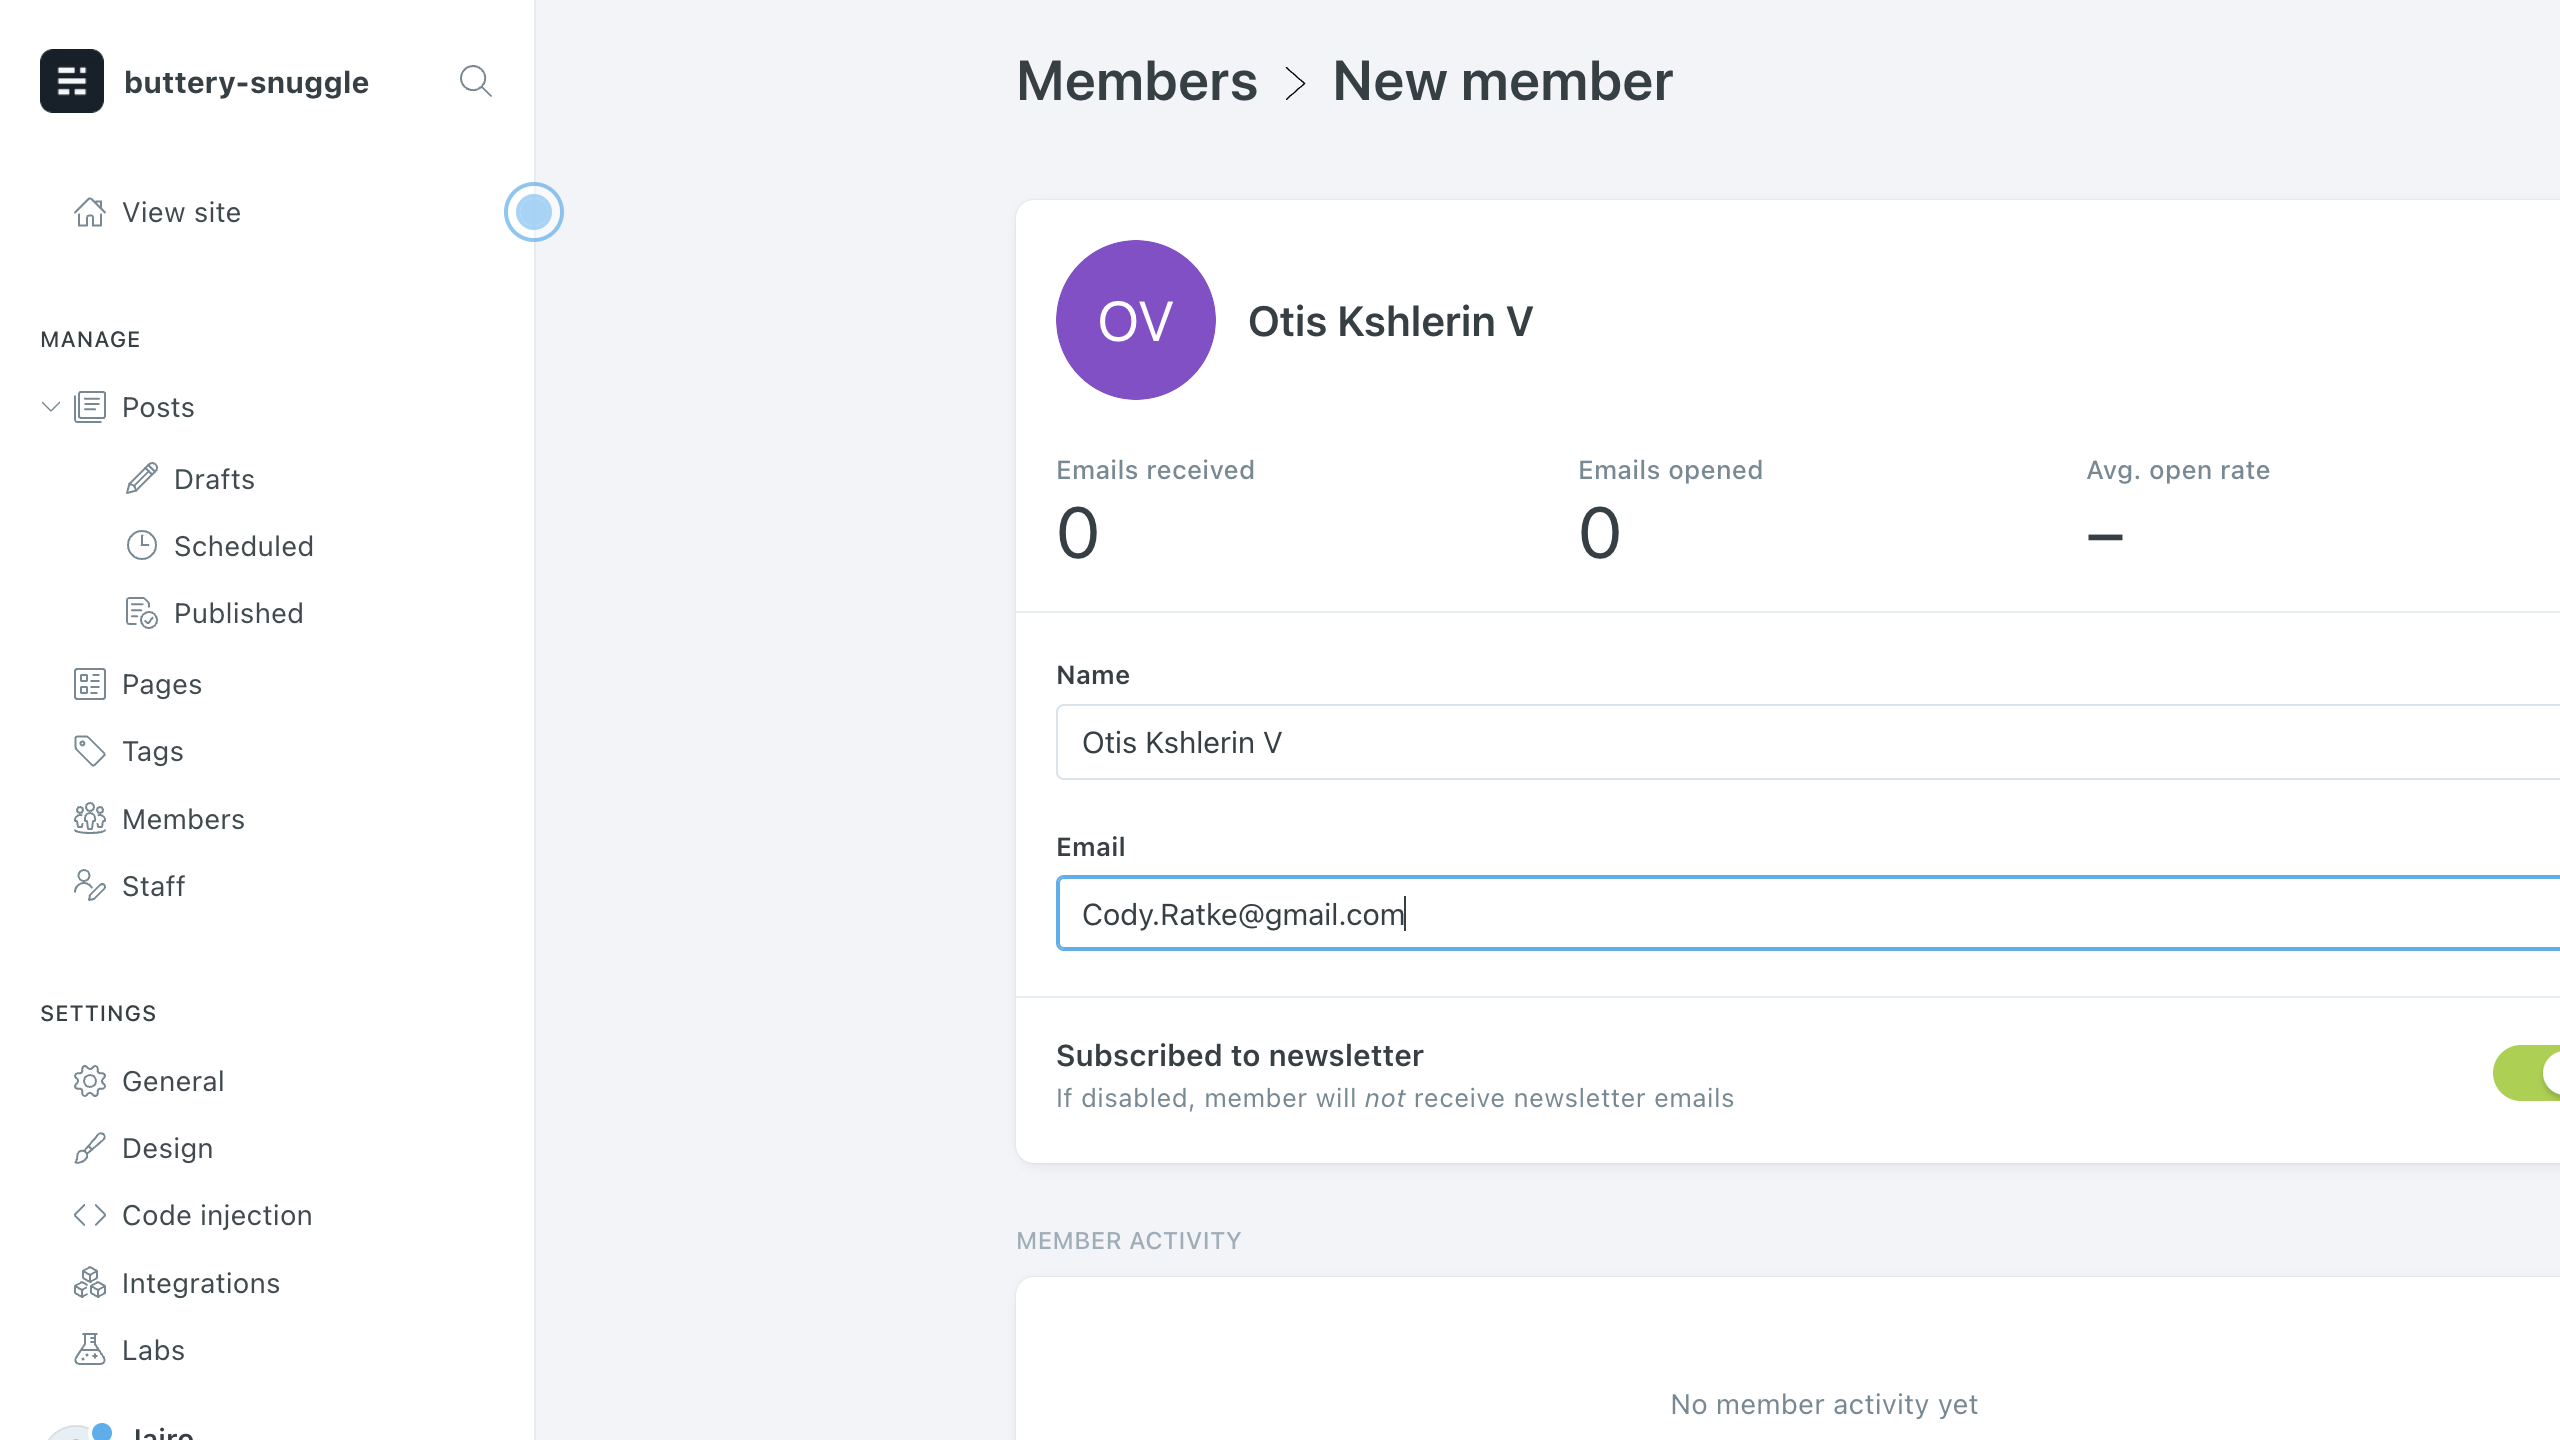 buttery-snuggle
View site
MANAGE
Posts
Drafts
Scheduled
Published
Pages
Tags
Members
Staff
SETTINGS
General
Design
Code injection
Integrations
Labs
Members > New member
OV
Otis Kshlerin V
Emails received
0
Emails opened
0
Avg. open rate
–
Name
Otis Kshlerin V
Email
Cody.Ratke@gmail.com
Subscribed to newsletter
If disabled, member will not receive newsletter emails
MEMBER ACTIVITY
No member activity yet